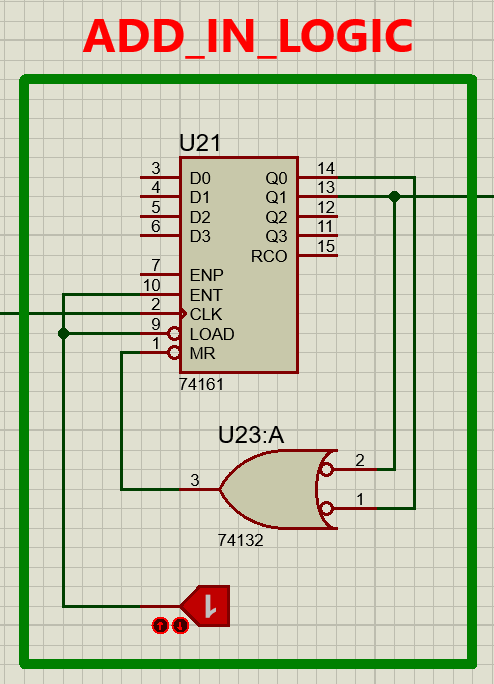 ADD_IN_LOGIC
U21
3 D0 Q0 14
4 D1 Q1 13
5 D2 Q2 12
6 D3 Q3 11
RCO 15
7 ENP
10 ENT
2 CLK
9 LOAD
1 MR
74161
U23:A
2
3
1
74132
1